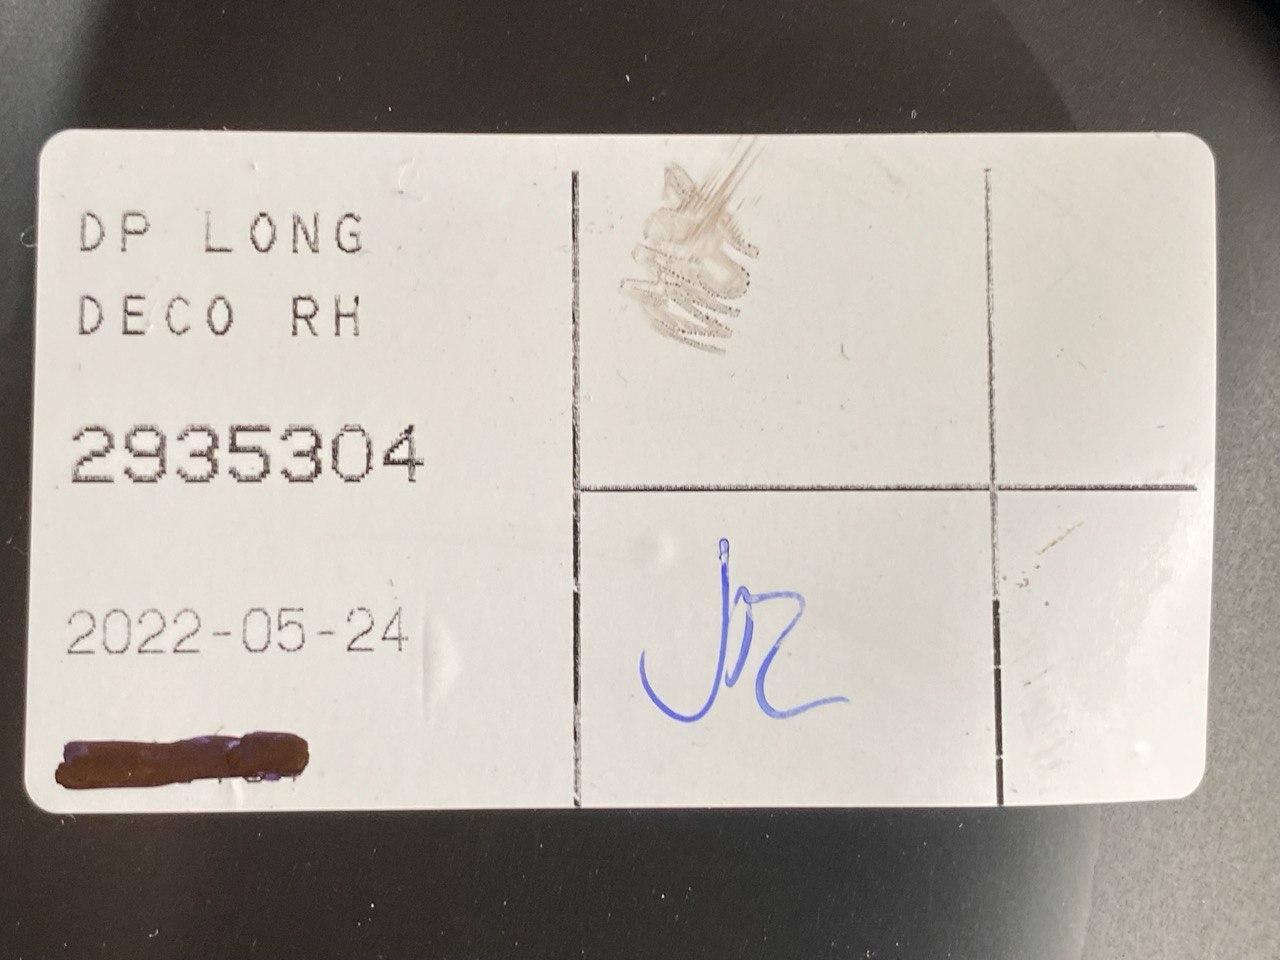 DP LONG
DECO RH
2935304
2022-05-24